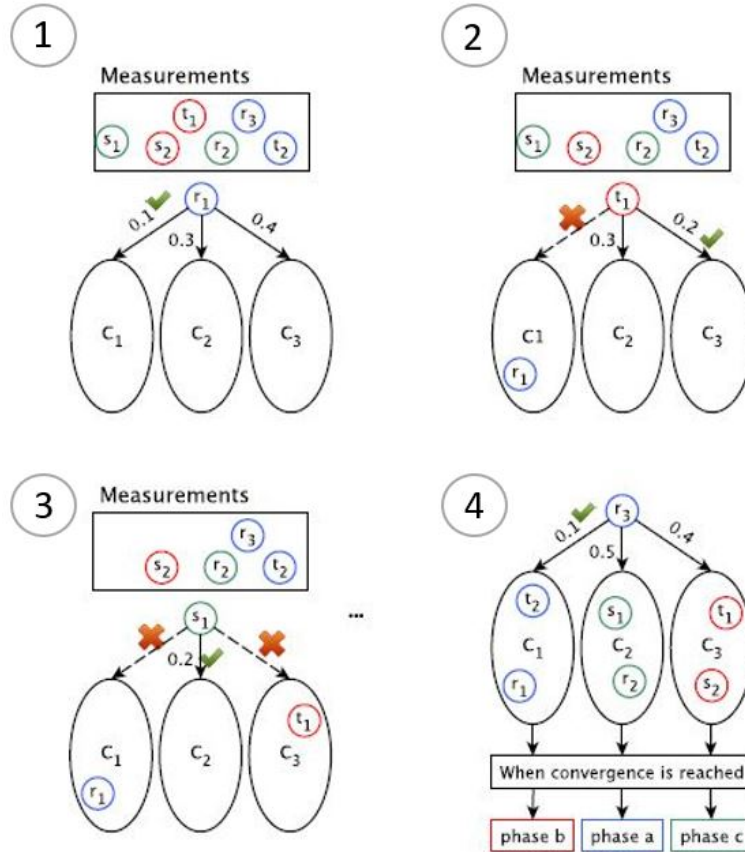 1
Measurements
t₁ r₃
s₁ s₂ r₂ t₂
r₁
0.1 0.3 0.4
C₁ C₂ C₃
2
Measurements
r₃
s₁ s₂ r₂ t₂
t₁
0.3 0.2
C1 C₂ C₃
r₁
3
Measurements
r₃
s₂ r₂ t₂
s₁
0.2
t₁
C₁ C₂ C₃
r₁
...
4
r₃
0.1 0.5 0.4
t₂ s₁ t₁
C₁ C₂ C₃
r₁ r₂ s₂
When convergence is reached
phase b phase a phase c